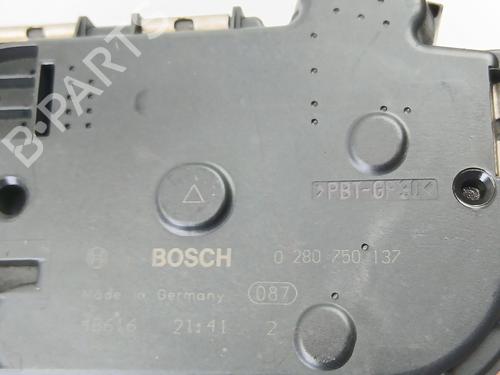 B-PARTS
>PBT-GF30<
BOSCH 0 280 750 137
Made in Germany 087
21:41 2